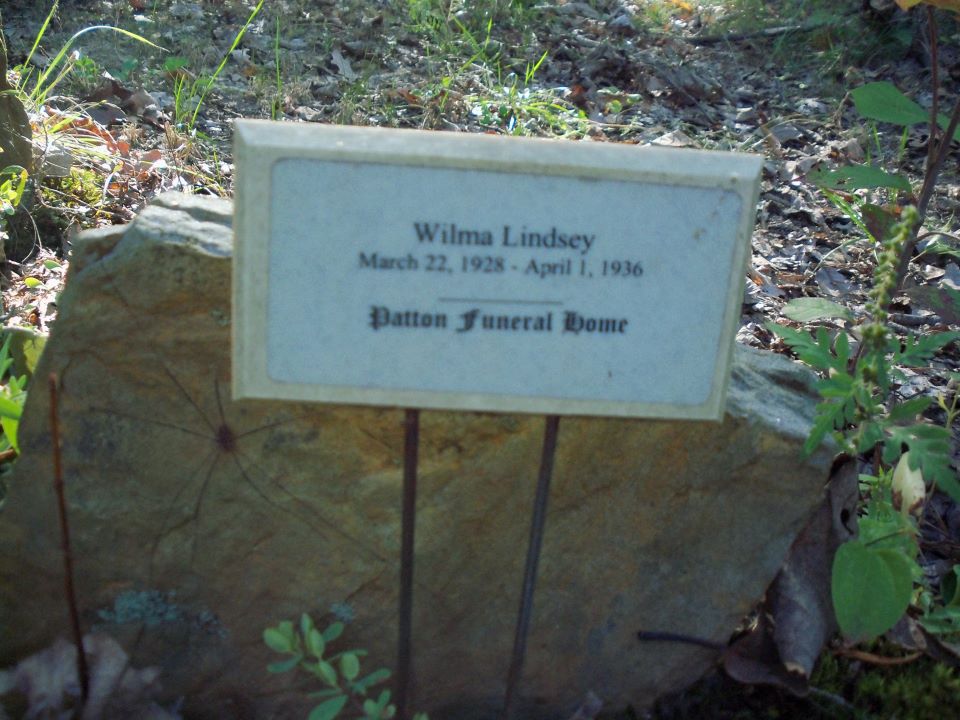 Wilma Lindsey
March 22, 1928 - April 1, 1936
Patton Funeral Home